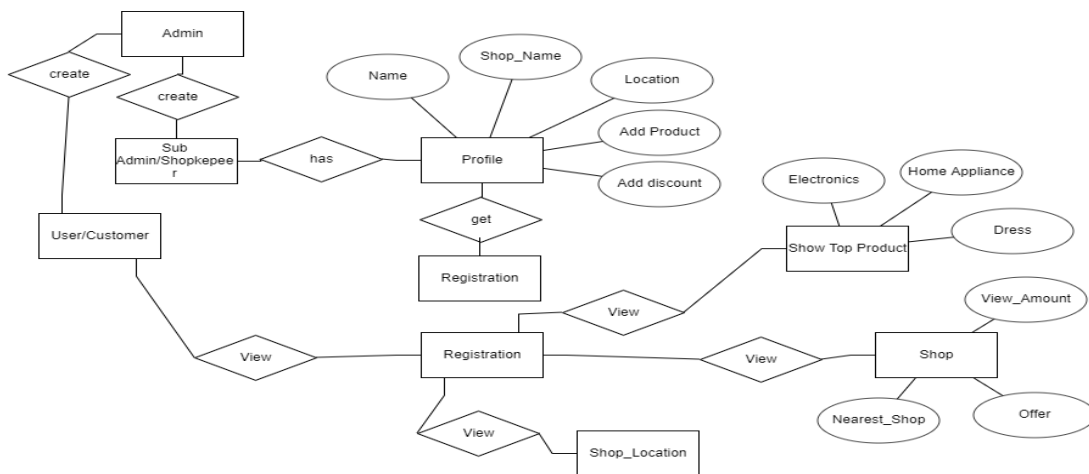 Admin
Shop_Name
create
Name
Location
create
Add Product
Sub
Admin/Shopkepee
r
has
Profile
Home Appliance
Electronics
Add discount
get
User/Customer
Dress
Show Top Product
Registration
View_Amount
View
View
Registration
View
Shop
Nearest_Shop
Offer
View
Shop_Location